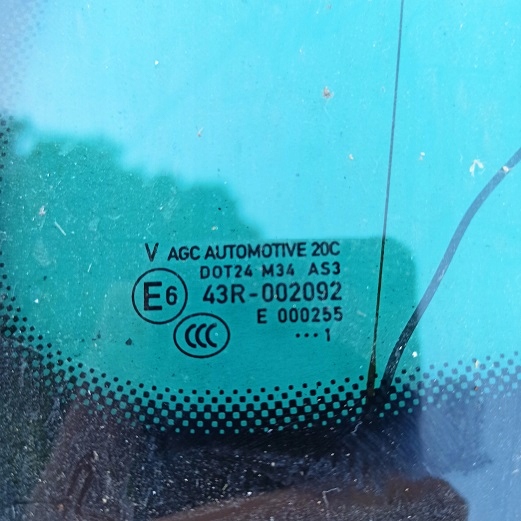 V AGC AUTOMOTIVE 20C
DOT24 M34 AS3
E6 43R-002092
E 000255
CCC ···1